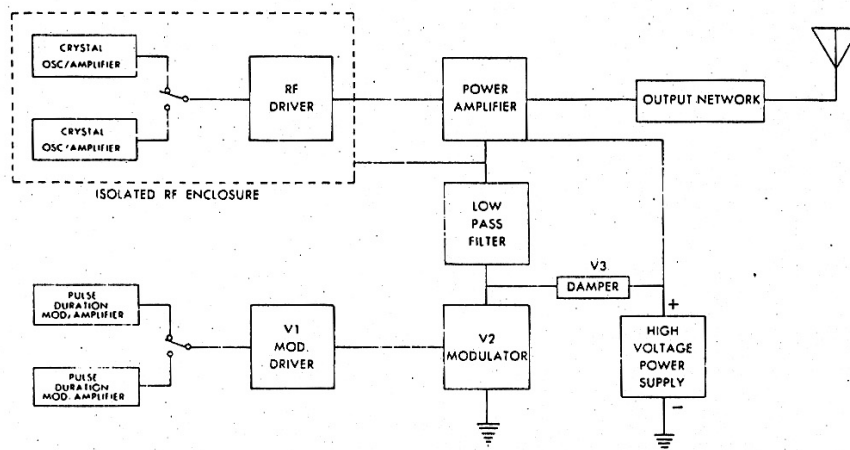 CRYSTAL
OSC/AMPLIFIER
CRYSTAL
OSC/AMPLIFIER
RF
DRIVER
POWER
AMPLIFIER
OUTPUT NETWORK
ISOLATED RF ENCLOSURE
LOW
PASS
FILTER
V3
DAMPER
+
PULSE
DURATION
MOD. AMPLIFIER
PULSE
DURATION
MOD. AMPLIFIER
V1
MOD.
DRIVER
V2
MODULATOR
HIGH
VOLTAGE
POWER
SUPPLY
−